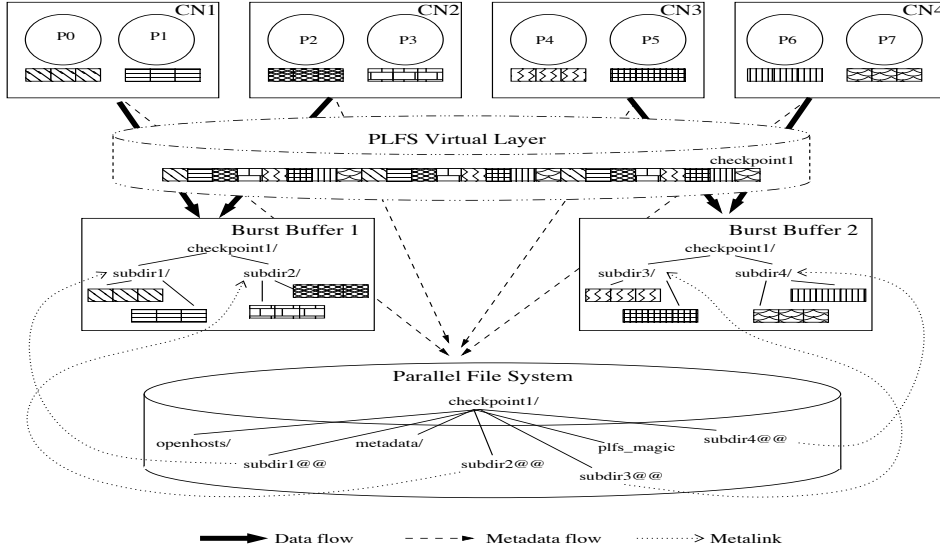 CN1 CN2 CN3 CN4
P0 P1 P2 P3 P4 P5 P6 P7
PLFS Virtual Layer
checkpoint1
Burst Buffer 1
checkpoint1/
subdir1/ subdir2/
Burst Buffer 2
checkpoint1/
subdir3/ subdir4/
Parallel File System
checkpoint1/
openhosts/ metadata/ plfs_magic subdir4@@
subdir1@@ subdir2@@ subdir3@@
Data flow Metadata flow Metalink